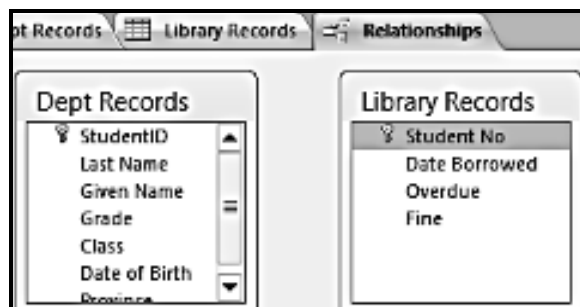 pt Records Library Records Relationships
Dept Records
StudentID
Last Name
Given Name
Grade
Class
Date of Birth
Province
Library Records
Student No
Date Borrowed
Overdue
Fine